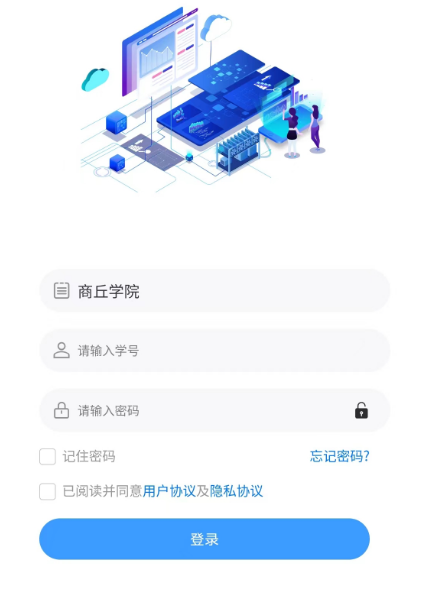 商丘学院
请输入学号
请输入密码
记住密码 忘记密码?
已阅读并同意用户协议及隐私协议
登录